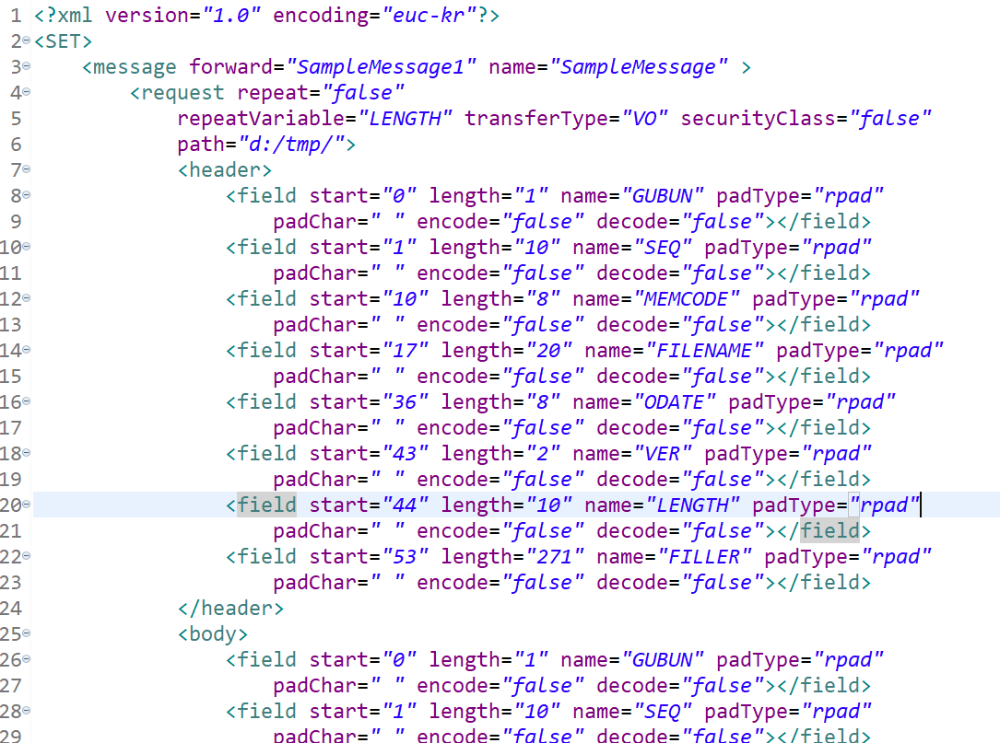 1 <?xml version="1.0" encoding="euc-kr"?>
2 <SET>
3 <message forward="SampleMessage1" name="SampleMessage" >
4 <request repeat="false"
5 repeatVariable="LENGTH" transferType="VO" securityClass="false"
6 path="d:/tmp/">
7 <header>
8 <field start="0" length="1" name="GUBUN" padType="rpad"
9 padChar=" " encode="false" decode="false"></field>
10 <field start="1" length="10" name="SEQ" padType="rpad"
11 padChar=" " encode="false" decode="false"></field>
12 <field start="10" length="8" name="MEMCODE" padType="rpad"
13 padChar=" " encode="false" decode="false"></field>
14 <field start="17" length="20" name="FILENAME" padType="rpad"
15 padChar=" " encode="false" decode="false"></field>
16 <field start="36" length="8" name="ODATE" padType="rpad"
17 padChar=" " encode="false" decode="false"></field>
18 <field start="43" length="2" name="VER" padType="rpad"
19 padChar=" " encode="false" decode="false"></field>
20 <field start="44" length="10" name="LENGTH" padType="rpad"
21 padChar=" " encode="false" decode="false"></field>
22 <field start="53" length="271" name="FILLER" padType="rpad"
23 padChar=" " encode="false" decode="false"></field>
24 </header>
25 <body>
26 <field start="0" length="1" name="GUBUN" padType="rpad"
27 padChar=" " encode="false" decode="false"></field>
28 <field start="1" length="10" name="SEQ" padType="rpad"
29 padChar=" " encode="false" decode="false"></field>